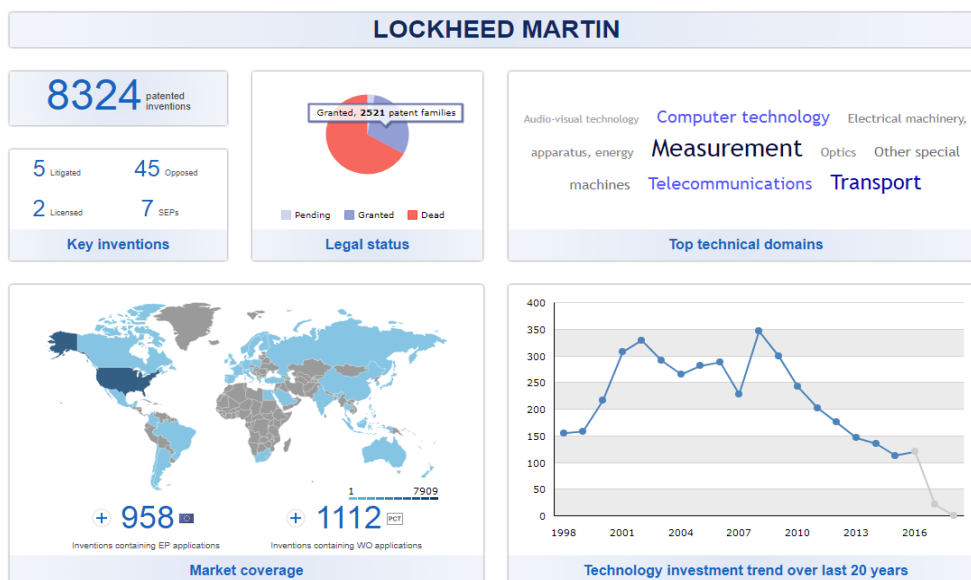 LOCKHEED MARTIN
8324 patented inventions
5 Litigated 45 Opposed
2 Licensed 7 SEPs
Key inventions
Granted, 2521 patent families
Pending Granted Dead
Legal status
Audio-visual technology Computer technology Electrical machinery,
apparatus, energy Measurement Optics Other special
machines Telecommunications Transport
Top technical domains
1 7909
+ 958
+ 1112 PCT
Inventions containing EP applications
Inventions containing WO applications
Market coverage
400
350
300
250
200
150
100
50
0
1998 2001 2004 2007 2010 2013 2016
Technology investment trend over last 20 years